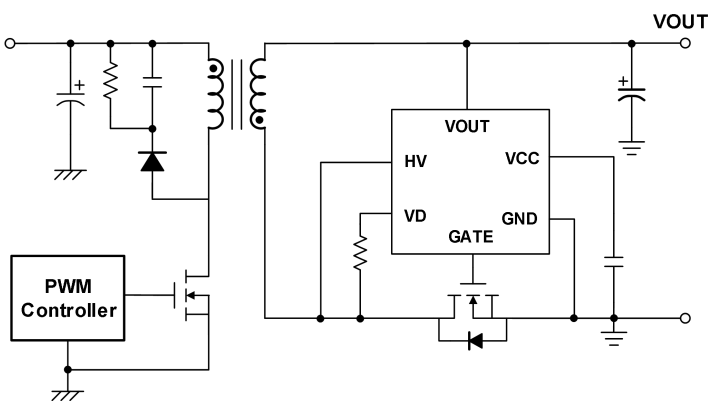 VOUT
+
+
VOUT
HV
VCC
VD
GND
GATE
PWM
Controller